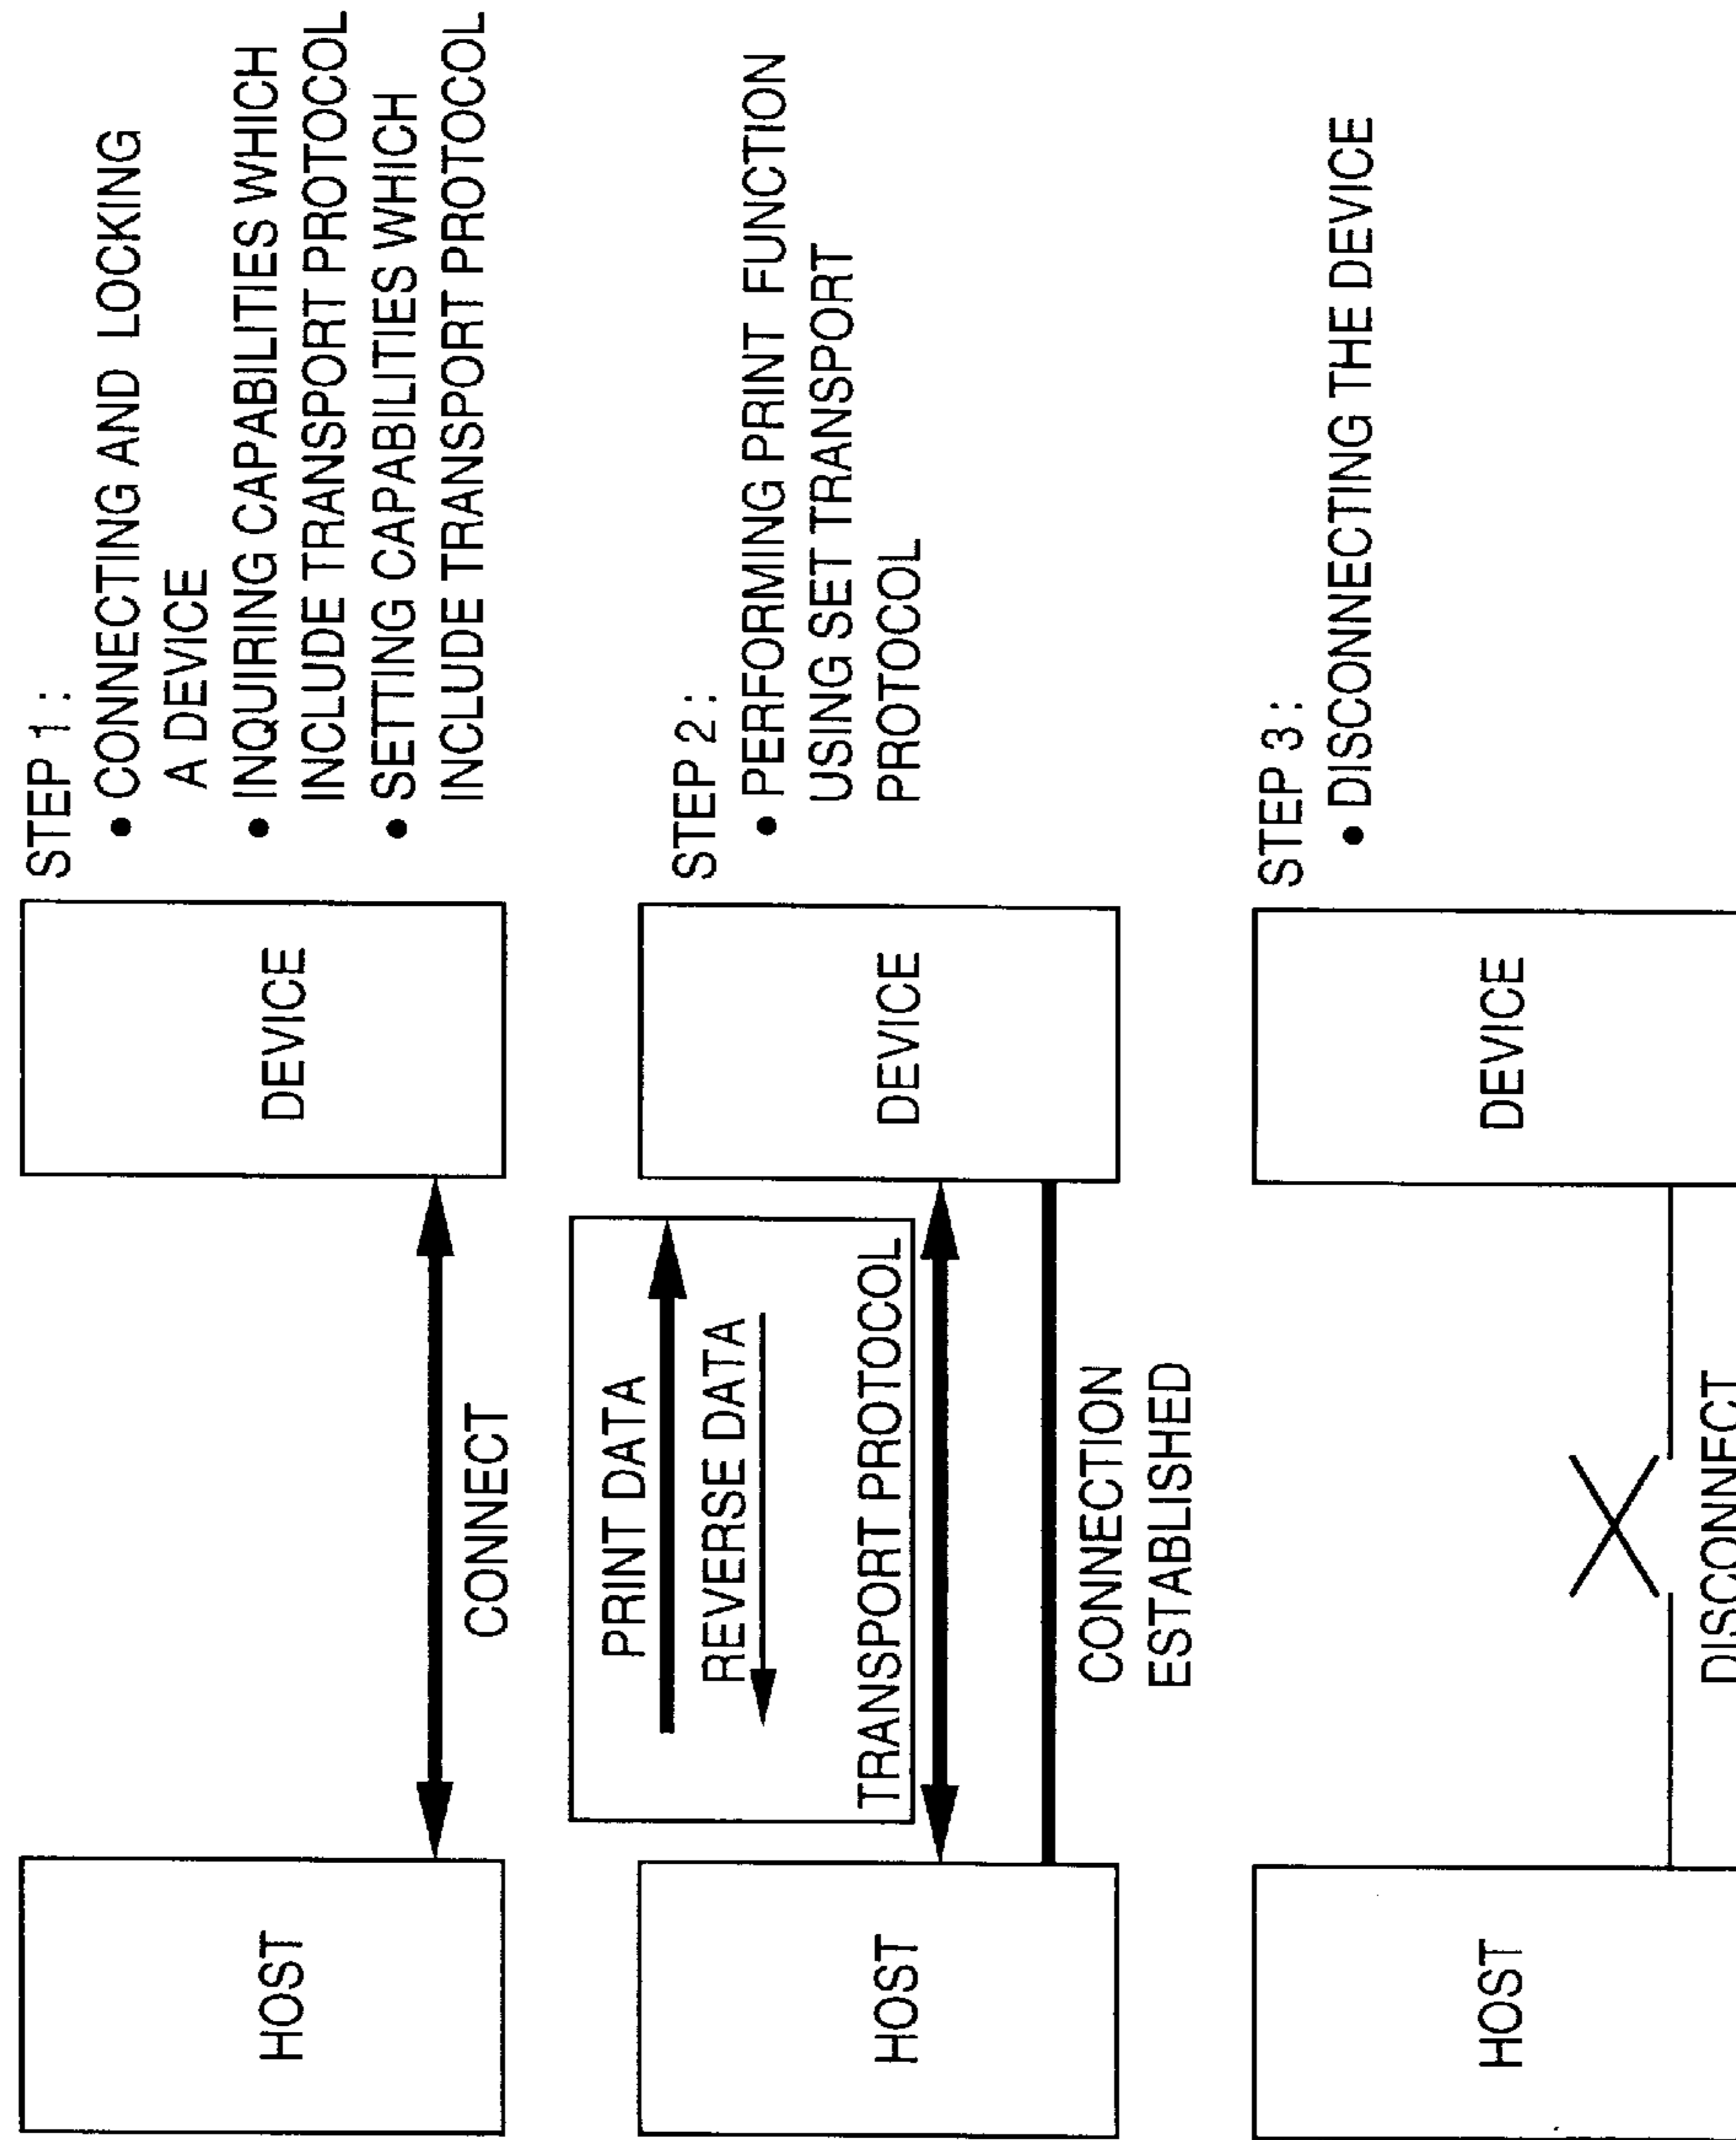 HOST
CONNECT
DEVICE
STEP 1 :
• CONNECTING AND LOCKING
A DEVICE
• INQUIRING CAPABILITIES WHICH
INCLUDE TRANSPORT PROTOCOL
• SETTING CAPABILITIES WHICH
INCLUDE TRANSPORT PROTOCOL
HOST
PRINT DATA
REVERSE DATA
TRANSPORT PROTOCOL
CONNECTION
ESTABLISHED
DEVICE
STEP 2 :
• PERFORMING PRINT FUNCTION
USING SET TRANSPORT
PROTOCOL
HOST
DISCONNECT
DEVICE
STEP 3 :
• DISCONNECTING THE DEVICE